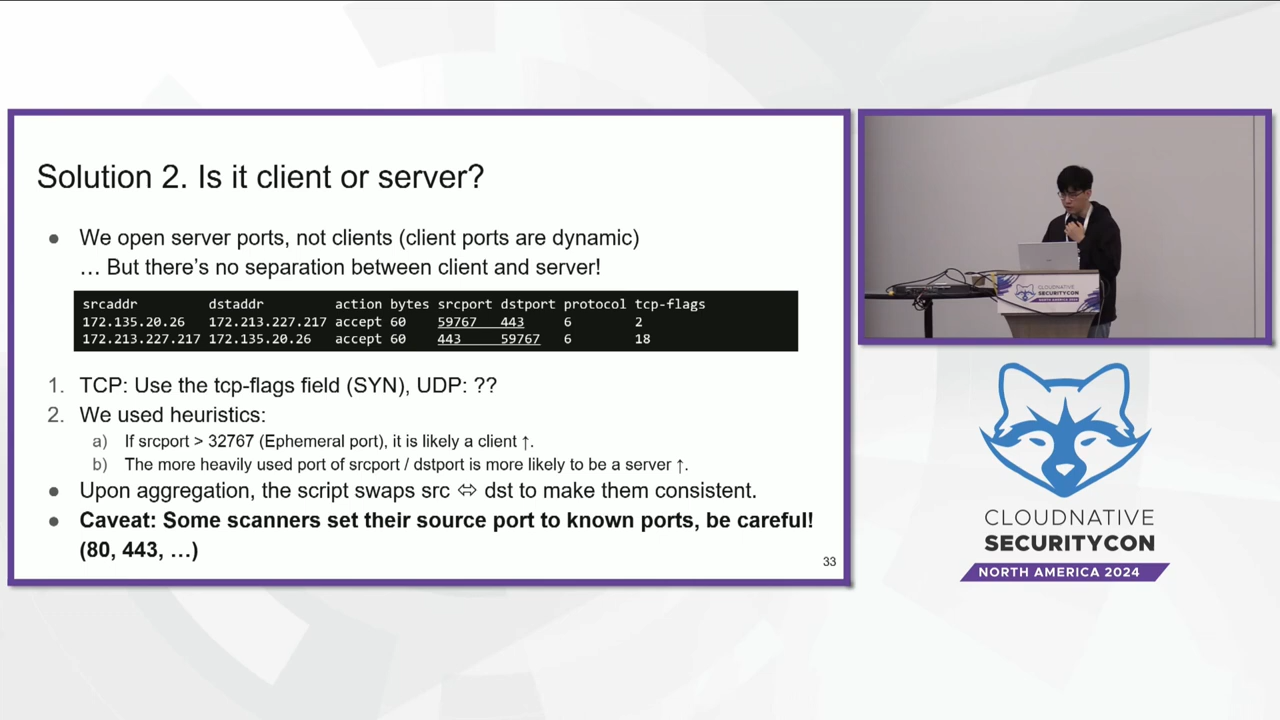 Solution 2. Is it client or server?
● We open server ports, not clients (client ports are dynamic)
... But there's no separation between client and server!
srcaddr dstaddr action bytes srcport dstport protocol tcp-flags
172.135.20.26 172.213.227.217 accept 60 59767 443 6 2
172.213.227.217 172.135.20.26 accept 60 443 59767 6 18
1. TCP: Use the tcp-flags field (SYN), UDP: ??
2. We used heuristics:
a) If srcport > 32767 (Ephemeral port), it is likely a client ↑.
b) The more heavily used port of srcport / dstport is more likely to be a server ↑.
● Upon aggregation, the script swaps src ⇔ dst to make them consistent.
● Caveat: Some scanners set their source port to known ports, be careful!
(80, 443, ...)
33
CLOUDNATIVE
SECURITYCON
NORTH AMERICA 2024
CLOUDNATIVE
SECURITYCON
NORTH AMERICA 2024